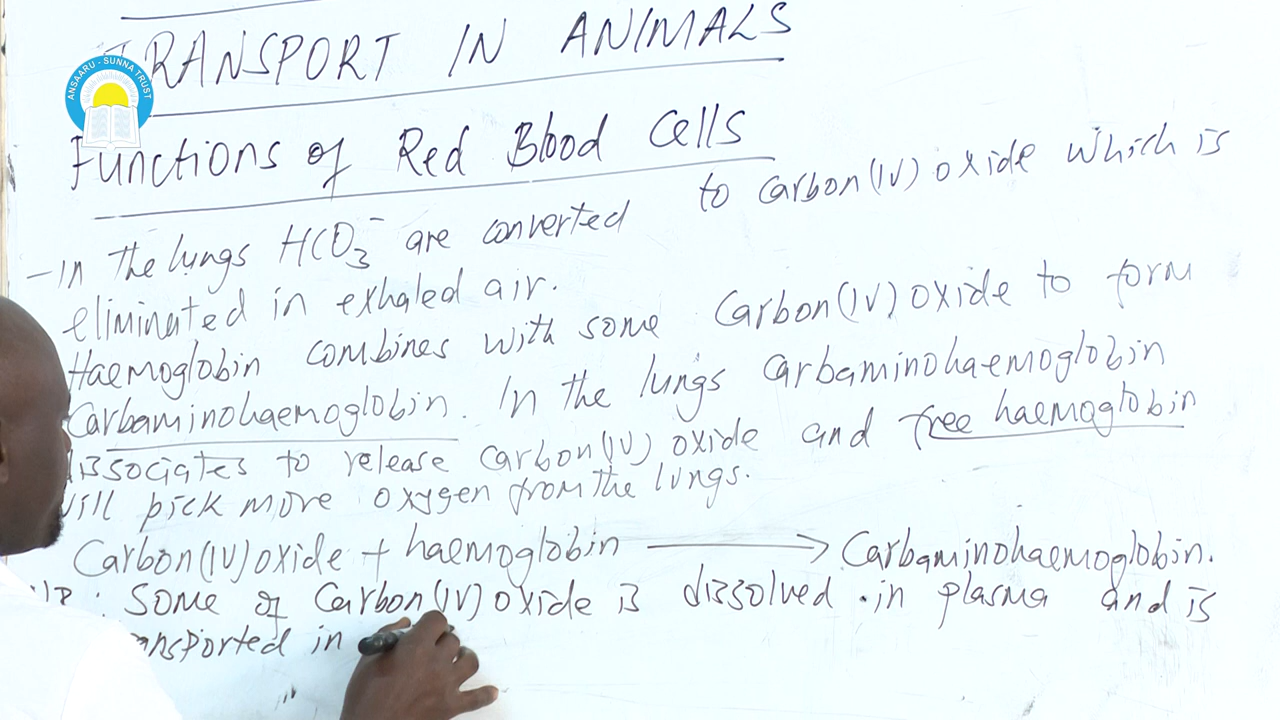 ANSAARU - SUNNA TRUST
TRANSPORT IN ANIMALS
Functions of Red Blood Cells
- In the lungs HCO₃⁻ are converted to Carbon(IV) oxide which is
eliminated in exhaled air.
Haemoglobin combines with some Carbon(IV) oxide to form
Carbaminohaemoglobin. In the lungs carbaminohaemoglobin
dissociates to release carbon(IV) oxide and free haemoglobin
will pick more oxygen from the lungs.
Carbon(IV) oxide + haemoglobin ⟶ Carbaminohaemoglobin.
: Some of Carbon(IV) oxide is dissolved in plasma and is
in